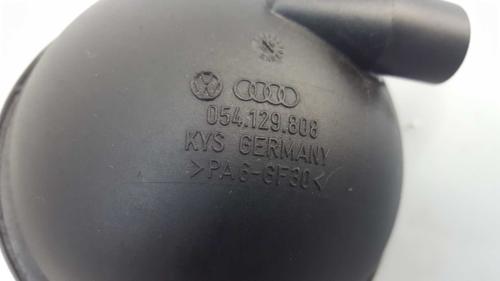 054.129.808
KYS GERMANY
>PA6-GF30<